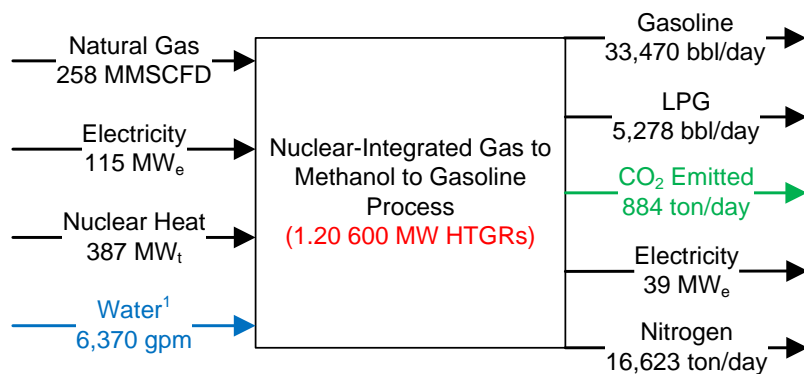 Natural Gas
258 MMSCFD
Electricity
115 MWₑ
Nuclear Heat
387 MWₜ
Water¹
6,370 gpm
Nuclear-Integrated Gas to
Methanol to Gasoline
Process
(1.20 600 MW HTGRs)
Gasoline
33,470 bbl/day
LPG
5,278 bbl/day
CO₂ Emitted
884 ton/day
Electricity
39 MWₑ
Nitrogen
16,623 ton/day